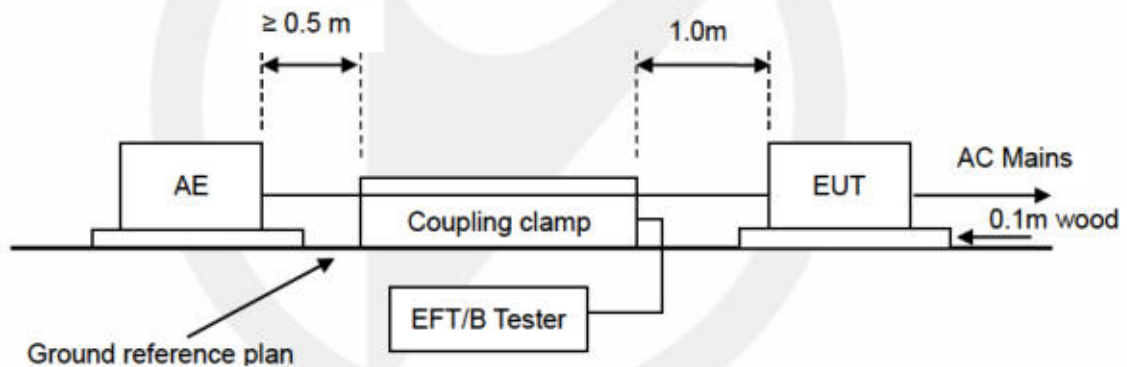 ≥ 0.5 m
1.0m
AE
EUT
AC Mains
Coupling clamp
0.1m wood
EFT/B Tester
Ground reference plan